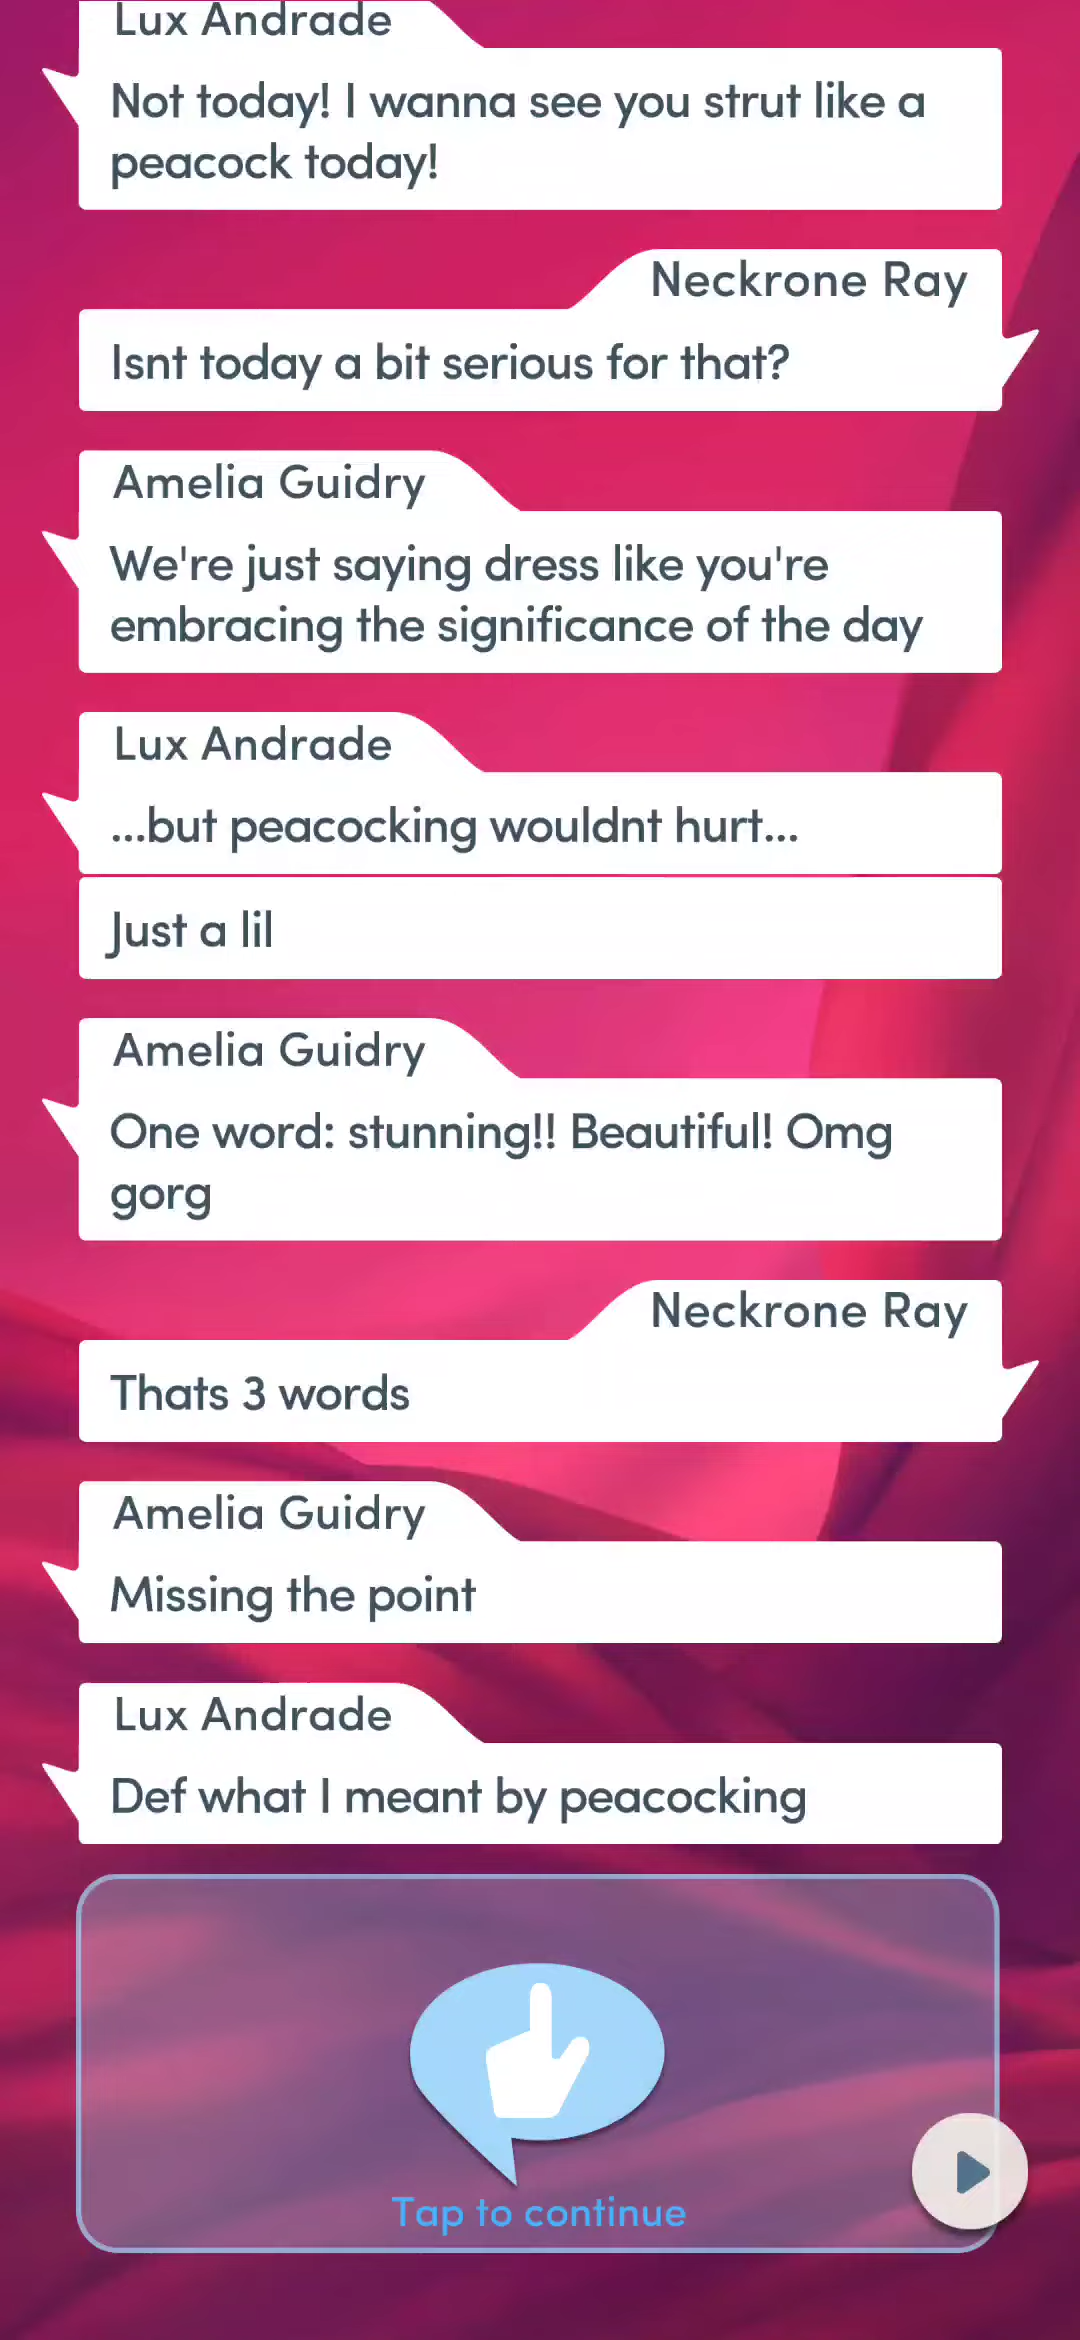 Lux Andrade
Not today! I wanna see you strut like a
peacock today!
Neckrone Ray
Isnt today a bit serious for that?
Amelia Guidry
We're just saying dress like you're
embracing the significance of the day
Lux Andrade
...but peacocking wouldnt hurt...
Just a lil
Amelia Guidry
One word: stunning!! Beautiful! Omg
gorg
Neckrone Ray
Thats 3 words
Amelia Guidry
Missing the point
Lux Andrade
Def what I meant by peacocking
Tap to continue